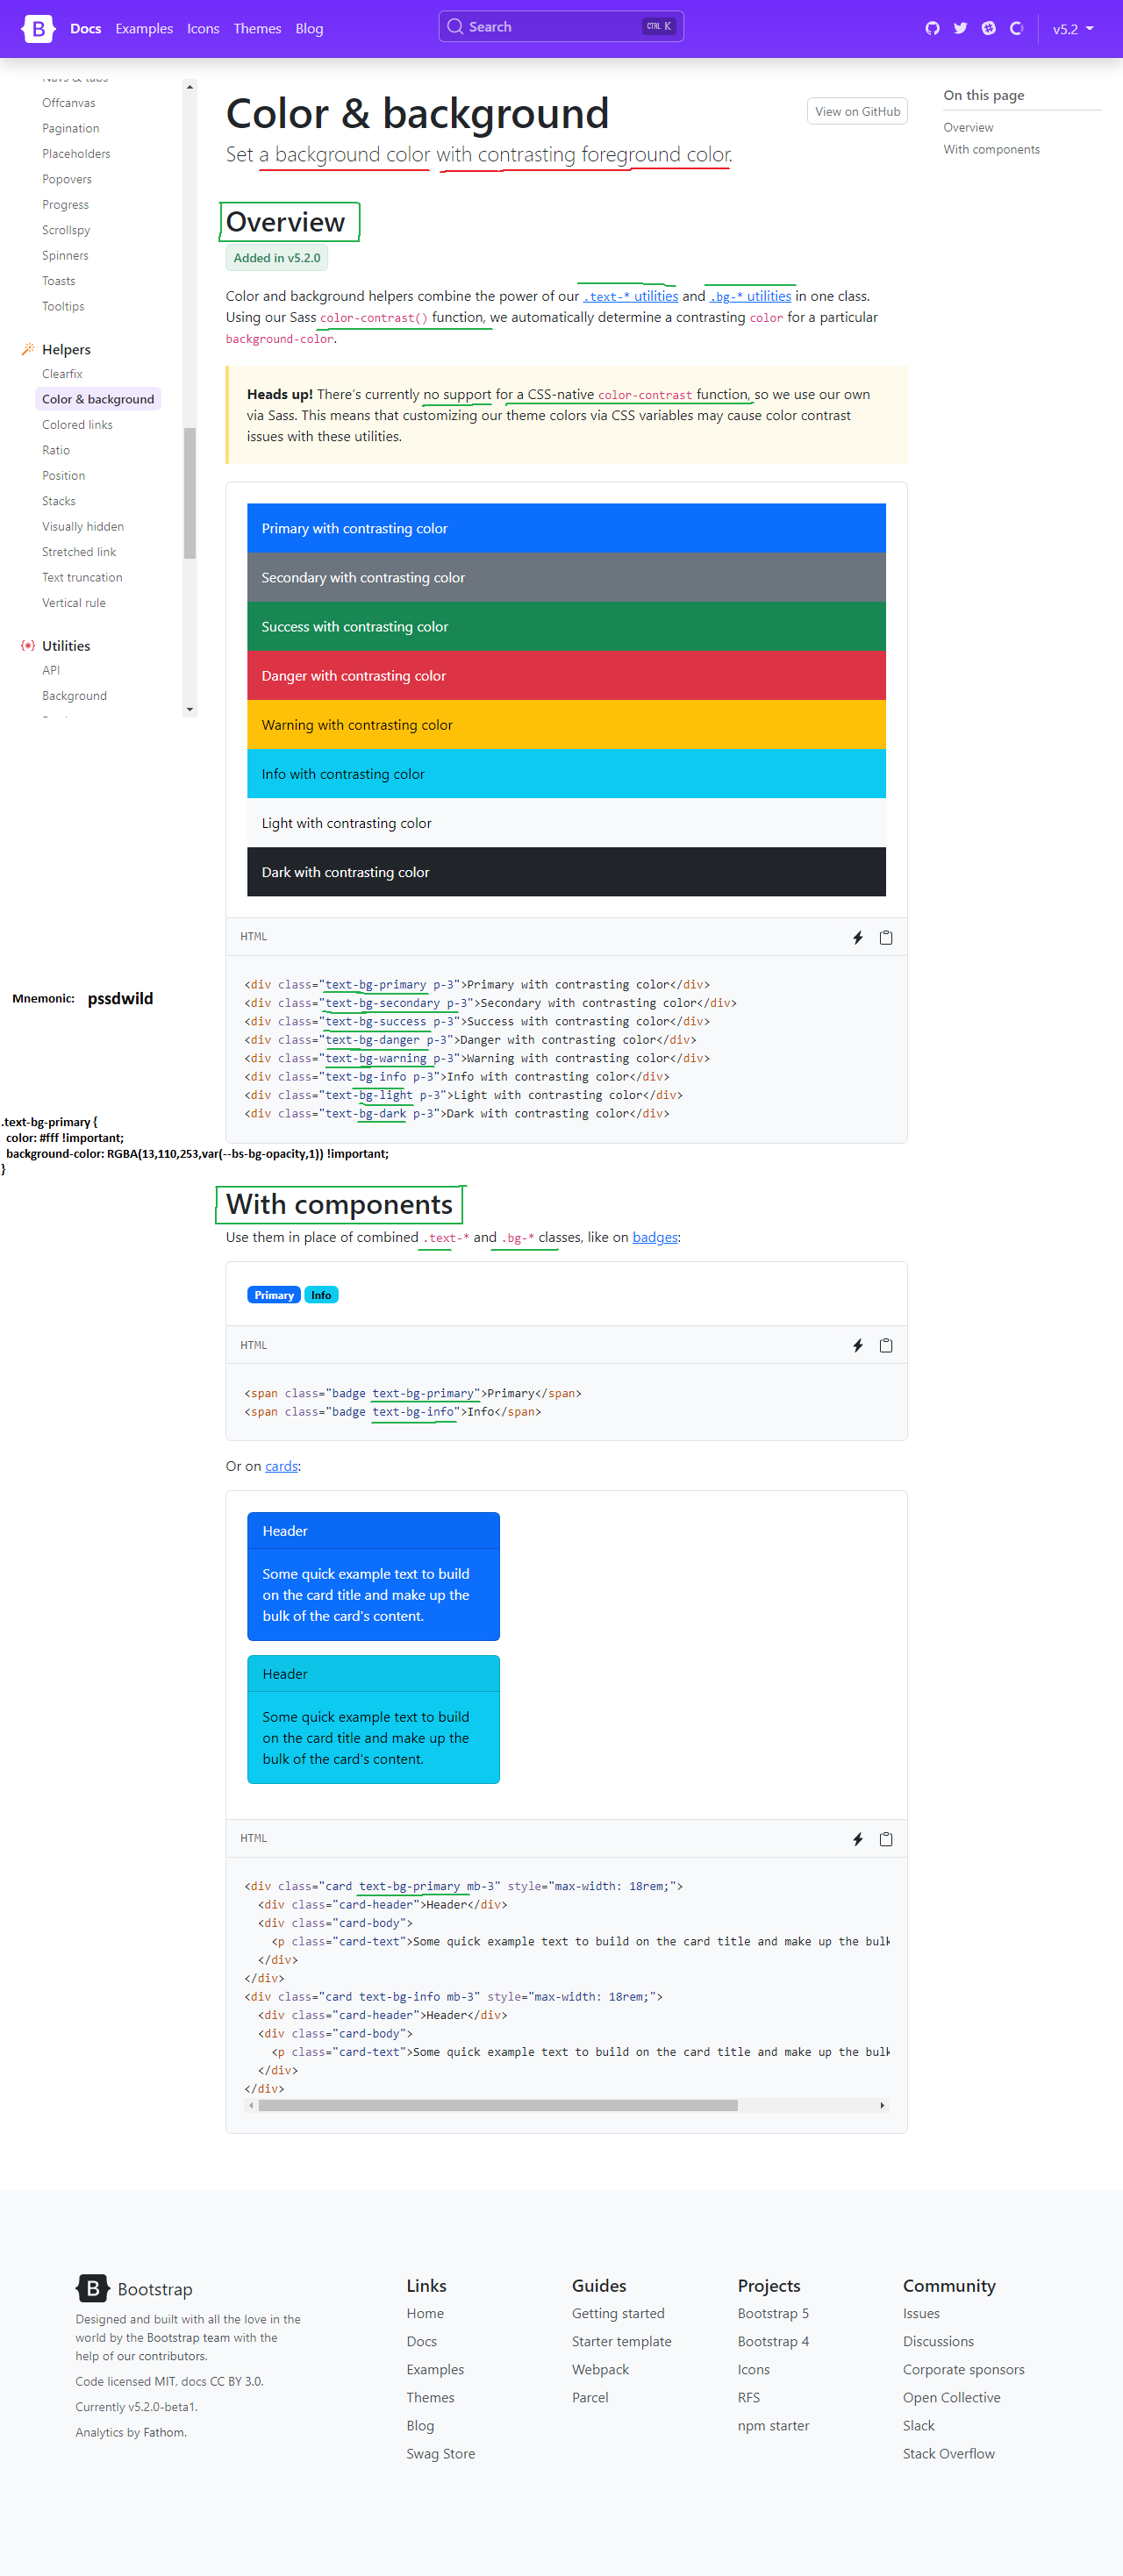 Docs Examples Icons Themes Blog Search CTRL K v5.2
Offcanvas
Pagination
Placeholders
Popovers
Progress
Scrollspy
Spinners
Toasts
Tooltips
Helpers
Clearfix
Color & background
Colored links
Ratio
Position
Stacks
Visually hidden
Stretched link
Text truncation
Vertical rule
Utilities
API
Background
Color & background
View on GitHub
Set a background color with contrasting foreground color.
On this page
Overview
With components
Overview
Added in v5.2.0
Color and background helpers combine the power of our .text-* utilities and .bg-* utilities in one class.
Using our Sass color-contrast() function, we automatically determine a contrasting color for a particular
background-color.
Heads up! There's currently no support for a CSS-native color-contrast function, so we use our own
via Sass. This means that customizing our theme colors via CSS variables may cause color contrast
issues with these utilities.
Primary with contrasting color
Secondary with contrasting color
Success with contrasting color
Danger with contrasting color
Warning with contrasting color
Info with contrasting color
Light with contrasting color
Dark with contrasting color
HTML
<div class="text-bg-primary p-3">Primary with contrasting color</div>
<div class="text-bg-secondary p-3">Secondary with contrasting color</div>
<div class="text-bg-success p-3">Success with contrasting color</div>
<div class="text-bg-danger p-3">Danger with contrasting color</div>
<div class="text-bg-warning p-3">Warning with contrasting color</div>
<div class="text-bg-info p-3">Info with contrasting color</div>
<div class="text-bg-light p-3">Light with contrasting color</div>
<div class="text-bg-dark p-3">Dark with contrasting color</div>
Mnemonic: pssdwild
.text-bg-primary {
color: #fff !important;
background-color: RGBA(13,110,253,var(--bs-bg-opacity,1)) !important;
}
With components
Use them in place of combined .text-* and .bg-* classes, like on badges:
Primary Info
HTML
<span class="badge text-bg-primary">Primary</span>
<span class="badge text-bg-info">Info</span>
Or on cards:
Header
Some quick example text to build
on the card title and make up the
bulk of the card's content.
Header
Some quick example text to build
on the card title and make up the
bulk of the card's content.
HTML
<div class="card text-bg-primary mb-3" style="max-width: 18rem;">
<div class="card-header">Header</div>
<div class="card-body">
<p class="card-text">Some quick example text to build on the card title and make up the bulk
</div>
</div>
<div class="card text-bg-info mb-3" style="max-width: 18rem;">
<div class="card-header">Header</div>
<div class="card-body">
<p class="card-text">Some quick example text to build on the card title and make up the bulk
</div>
</div>
Bootstrap
Designed and built with all the love in the
world by the Bootstrap team with the
help of our contributors.
Code licensed MIT, docs CC BY 3.0.
Currently v5.2.0-beta1.
Analytics by Fathom.
Links
Home
Docs
Examples
Themes
Blog
Swag Store
Guides
Getting started
Starter template
Webpack
Parcel
Projects
Bootstrap 5
Bootstrap 4
Icons
RFS
npm starter
Community
Issues
Discussions
Corporate sponsors
Open Collective
Slack
Stack Overflow